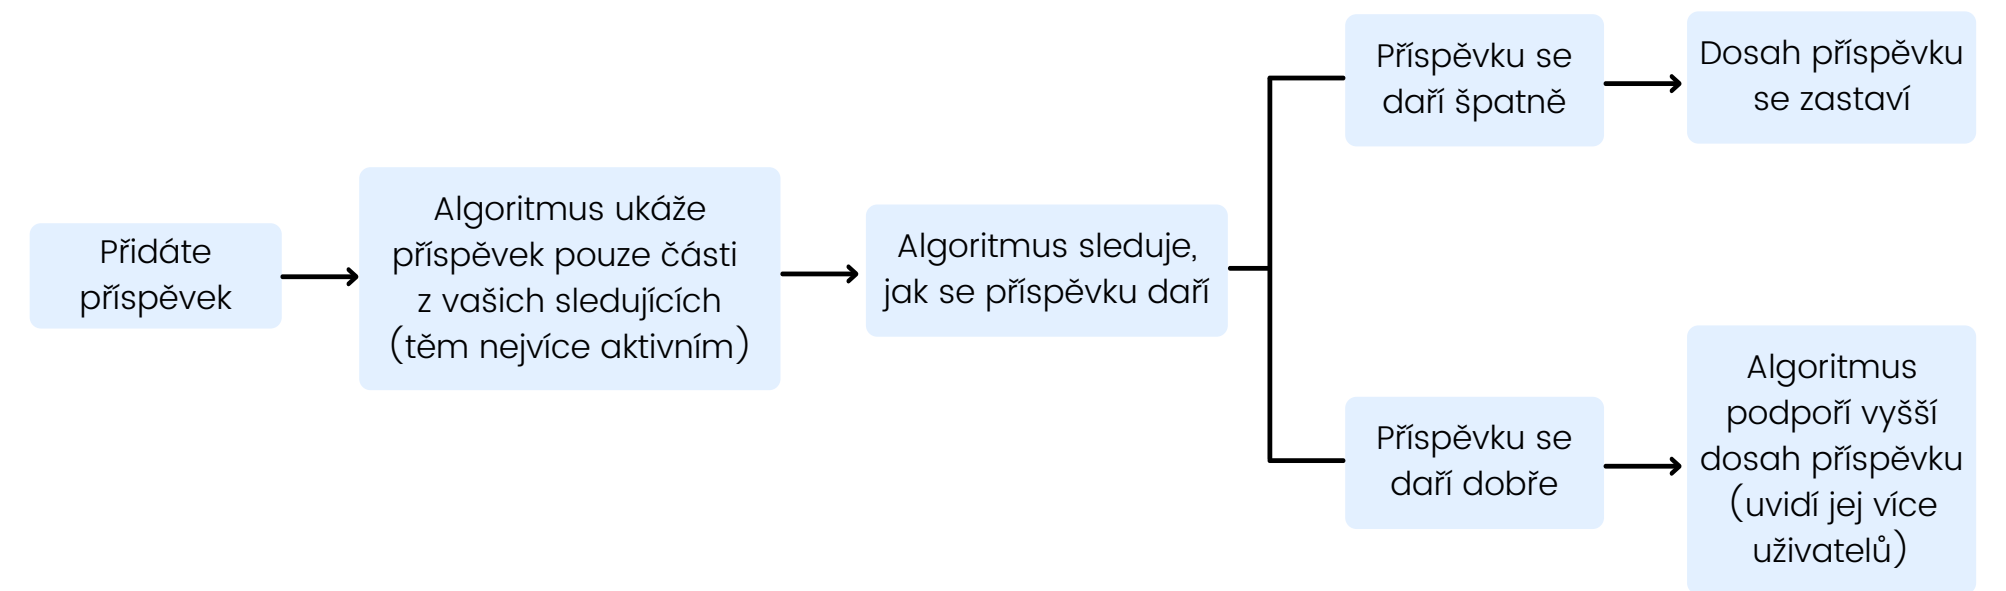 Přidáte
příspěvek
Algoritmus ukáže
příspěvek pouze části
z vašich sledujících
(těm nejvíce aktivním)
Algoritmus sleduje,
jak se příspěvku daří
Příspěvku se
daří špatně
Dosah příspěvku
se zastaví
Příspěvku se
daří dobře
Algoritmus
podpoří vyšší
dosah příspěvku
(uvidí jej více
uživatelů)